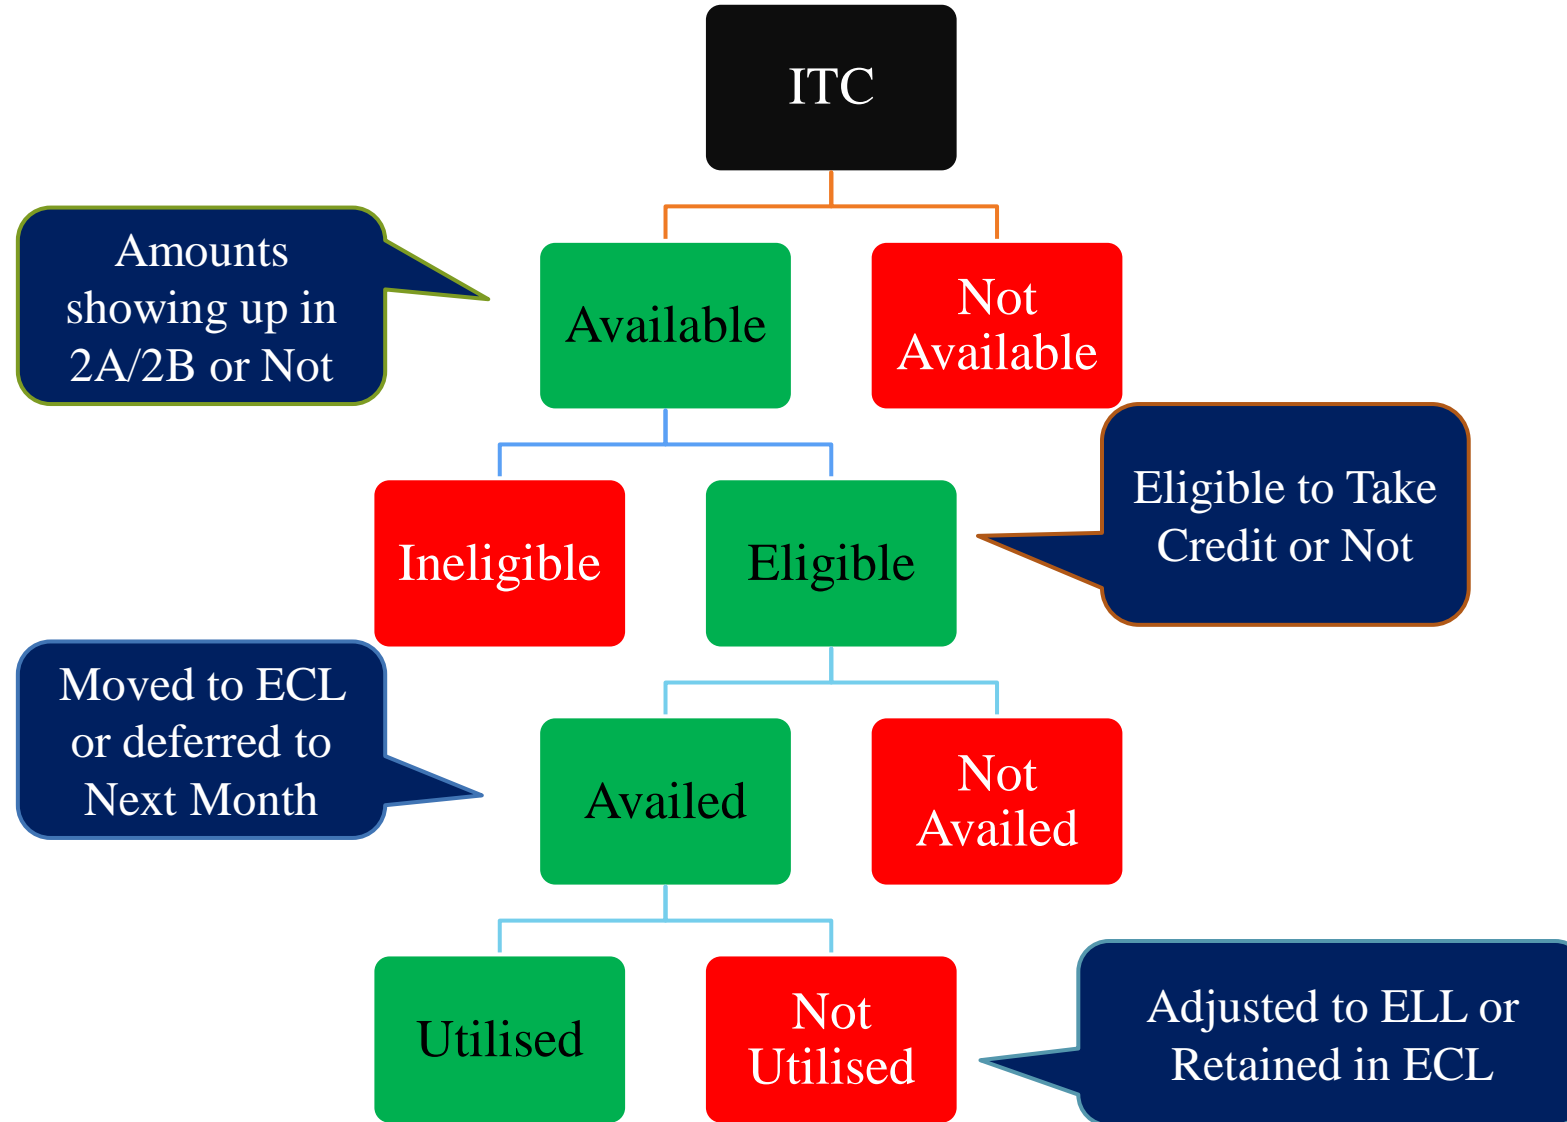 ITC
Amounts
showing up in
2A/2B or Not
Available
Not
Available
Ineligible
Eligible
Eligible to Take
Credit or Not
Moved to ECL
or deferred to
Next Month
Availed
Not
Availed
Utilised
Not
Utilised
Adjusted to ELL or
Retained in ECL